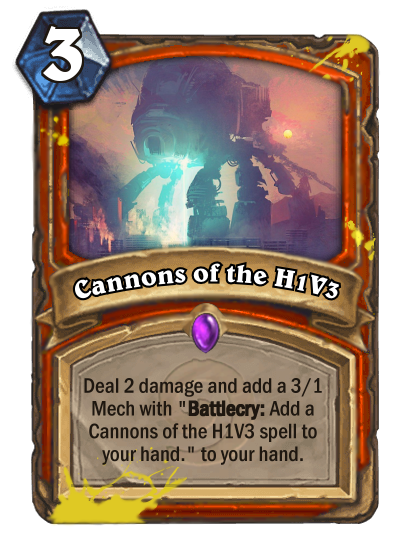 3
Cannons of the H1V3
Deal 2 damage and add a 3/1
Mech with "Battlecry: Add a
Cannons of the H1V3 spell to
your hand." to your hand.